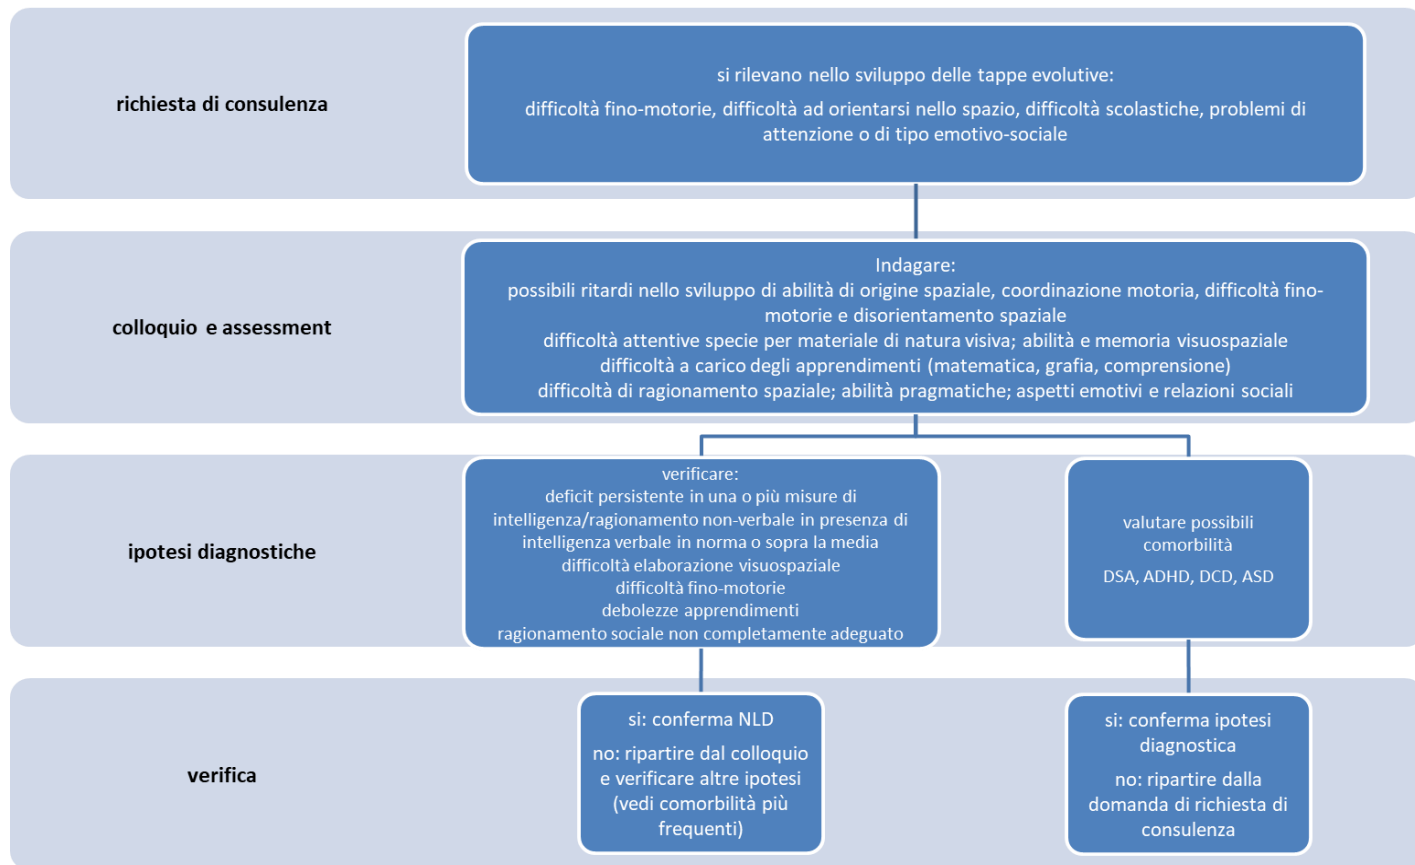 richiesta di consulenza
si rilevano nello sviluppo delle tappe evolutive:
difficoltà fino-motorie, difficoltà ad orientarsi nello spazio, difficoltà scolastiche, problemi di
attenzione o di tipo emotivo-sociale
colloquio e assessment
Indagare:
possibili ritardi nello sviluppo di abilità di origine spaziale, coordinazione motoria, difficoltà fino-
motorie e disorientamento spaziale
difficoltà attentive specie per materiale di natura visiva; abilità e memoria visuospaziale
difficoltà a carico degli apprendimenti (matematica, grafia, comprensione)
difficoltà di ragionamento spaziale; abilità pragmatiche; aspetti emotivi e relazioni sociali
ipotesi diagnostiche
verificare:
deficit persistente in una o più misure di
intelligenza/ragionamento non-verbale in presenza di
intelligenza verbale in norma o sopra la media
difficoltà elaborazione visuospaziale
difficoltà fino-motorie
debolezze apprendimenti
ragionamento sociale non completamente adeguato
valutare possibili
comorbilità
DSA, ADHD, DCD, ASD
verifica
si: conferma NLD
no: ripartire dal colloquio
e verificare altre ipotesi
(vedi comorbilità più
frequenti)
si: conferma ipotesi
diagnostica
no: ripartire dalla
domanda di richiesta di
consulenza